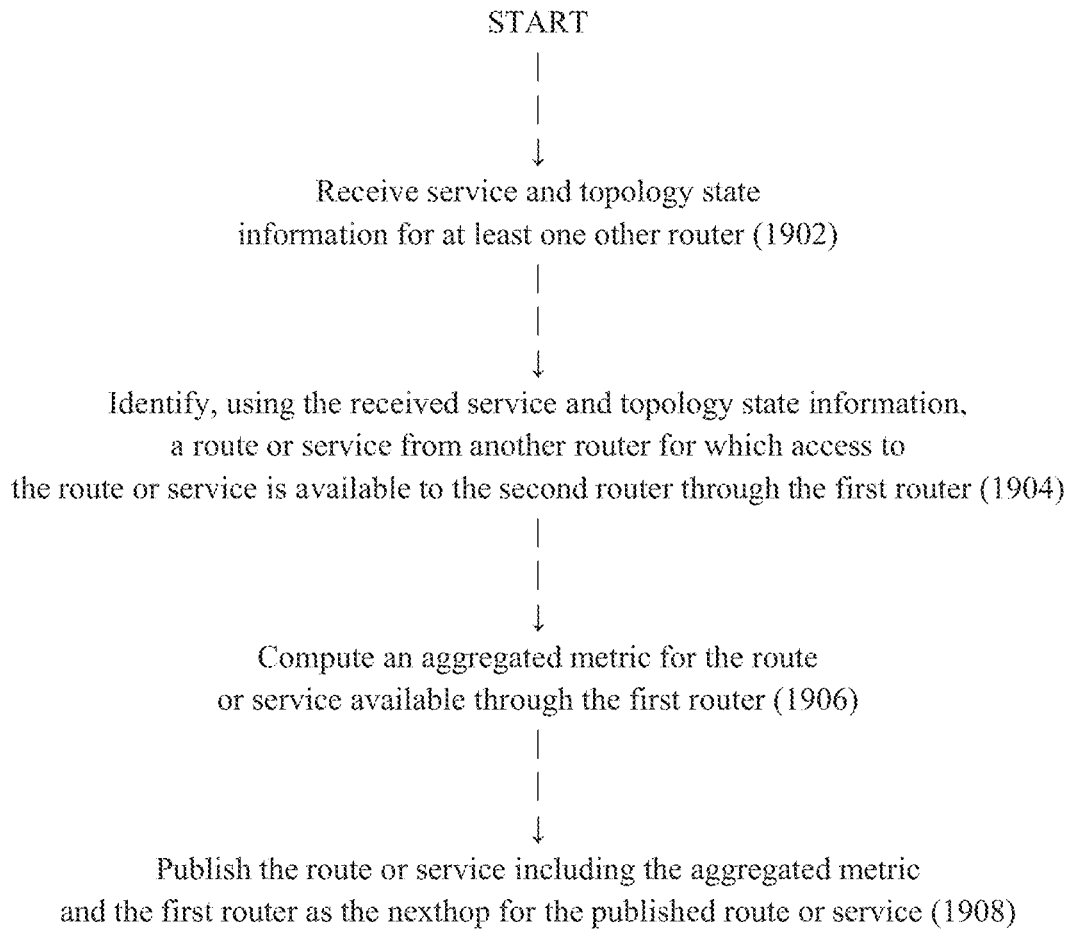 START
Receive service and topology state
information for at least one other router (1902)
Identify, using the received service and topology state information,
a route or service from another router for which access to
the route or service is available to the second router through the first router (1904)
Compute an aggregated metric for the route
or service available through the first router (1906)
Publish the route or service including the aggregated metric
and the first router as the nexthop for the published route or service (1908)